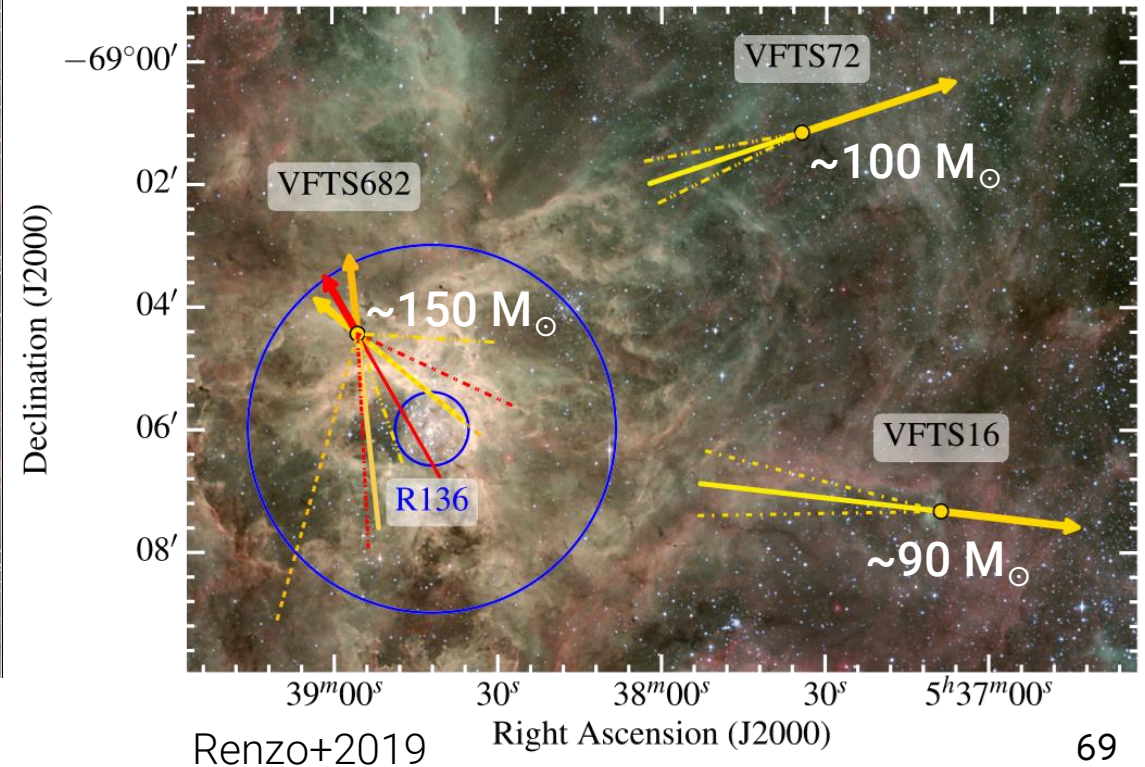 −69°00′
02′
04′
06′
08′
Declination (J2000)
VFTS72
~100 M⊙
VFTS682
~150 M⊙
R136
VFTS16
~90 M⊙
39ᵐ00ˢ
30ˢ
38ᵐ00ˢ
30ˢ
5ʰ37ᵐ00ˢ
Right Ascension (J2000)
Renzo+2019
69